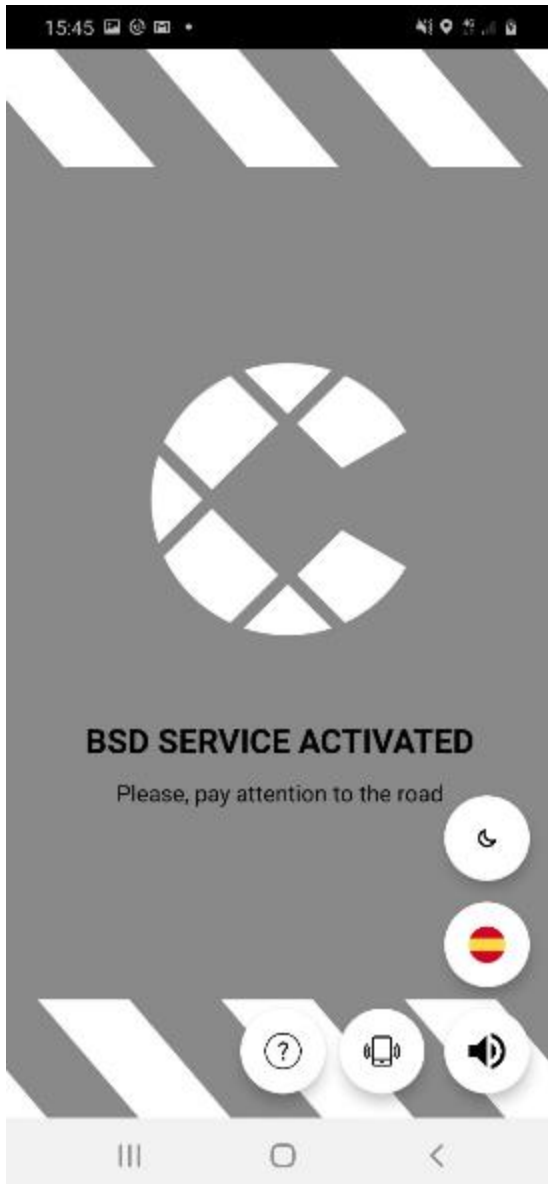 15:45
BSD SERVICE ACTIVATED
Please, pay attention to the road
?